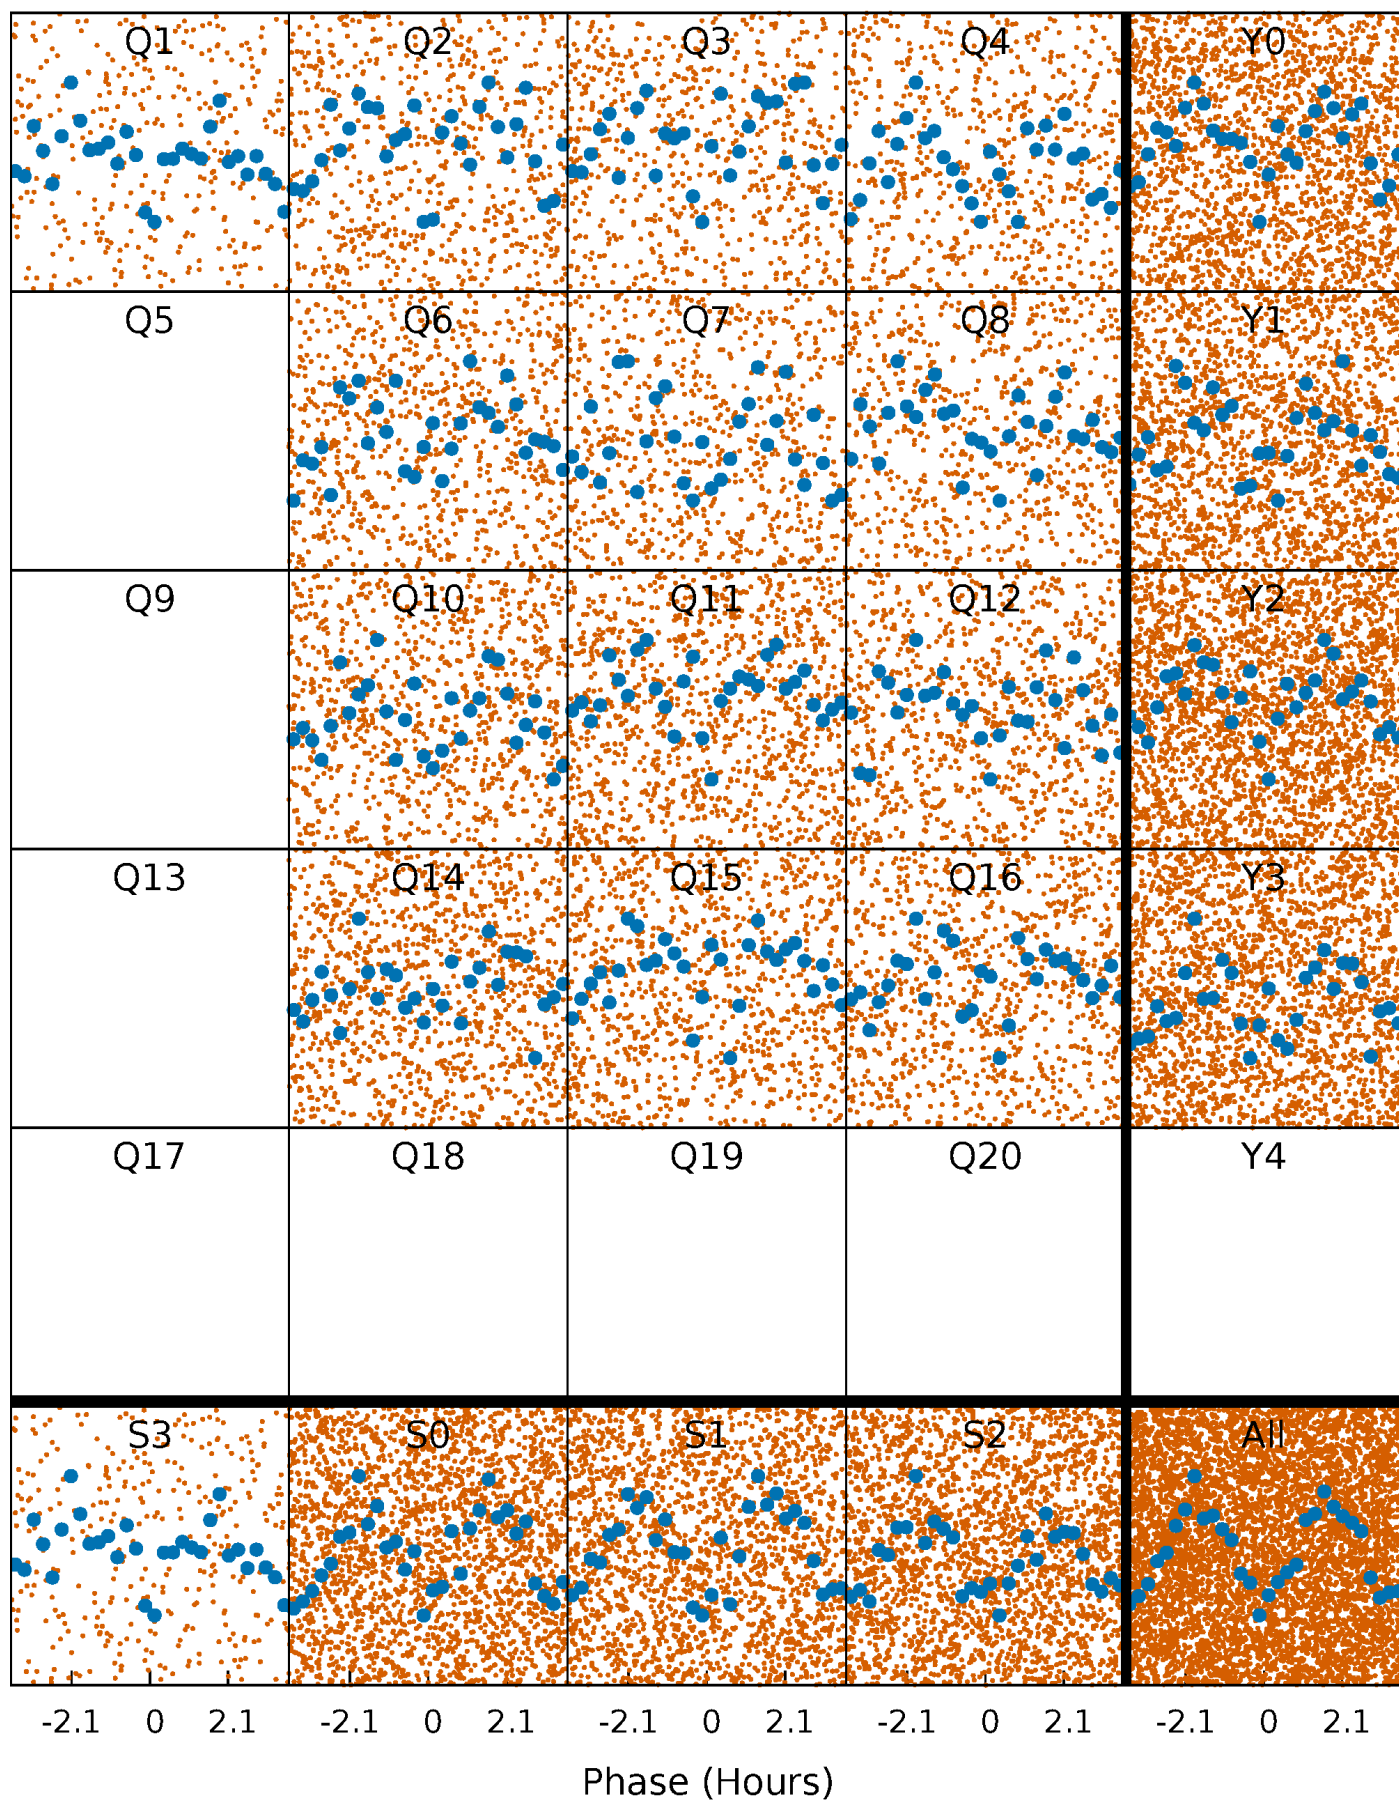 Q1 Q2 Q3 Q4 Y0
Q5 Q6 Q7 Q8 Y1
Q9 Q10 Q11 Q12 Y2
Q13 Q14 Q15 Q16 Y3
Q17 Q18 Q19 Q20 Y4
S3 S0 S1 S2 All
-2.1 0 2.1 -2.1 0 2.1 -2.1 0 2.1 -2.1 0 2.1 -2.1 0 2.1
Phase (Hours)